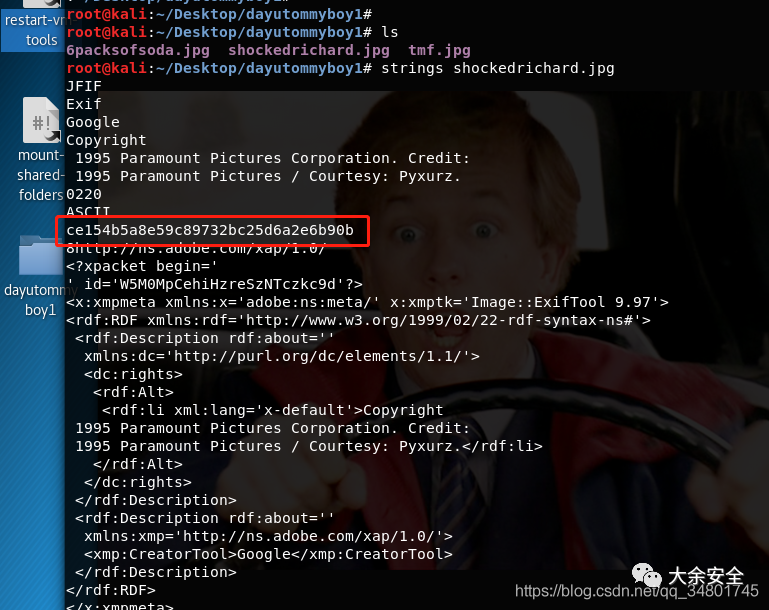 restart-vm-
tools
mount-
shared-
folders
dayutommy
boy1
root@kali:~/Desktop/dayutommyboy1#
root@kali:~/Desktop/dayutommyboy1# ls
6packsofsoda.jpg  shockedrichard.jpg  tmf.jpg
root@kali:~/Desktop/dayutommyboy1# strings shockedrichard.jpg
JFIF
Exif
Google
Copyright
 1995 Paramount Pictures Corporation. Credit:
 1995 Paramount Pictures / Courtesy: Pyxurz.
0220
ASCII
ce154b5a8e59c89732bc25d6a2e6b90b
8http://ns.adobe.com/xap/1.0/
<?xpacket begin='
' id='W5M0MpCehiHzreSzNTczkc9d'?>
<x:xmpmeta xmlns:x='adobe:ns:meta/' x:xmptk='Image::ExifTool 9.97'>
<rdf:RDF xmlns:rdf='http://www.w3.org/1999/02/22-rdf-syntax-ns#'>
 <rdf:Description rdf:about=''
  xmlns:dc='http://purl.org/dc/elements/1.1/'>
  <dc:rights>
   <rdf:Alt>
    <rdf:li xml:lang='x-default'>Copyright
 1995 Paramount Pictures Corporation. Credit:
 1995 Paramount Pictures / Courtesy: Pyxurz.</rdf:li>
   </rdf:Alt>
  </dc:rights>
 </rdf:Description>
 <rdf:Description rdf:about=''
  xmlns:xmp='http://ns.adobe.com/xap/1.0/'>
  <xmp:CreatorTool>Google</xmp:CreatorTool>
 </rdf:Description>
</rdf:RDF>
</x:xmpmeta>
大余安全
https://blog.csdn.net/qq_34801745